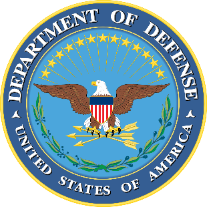 DEPARTMENT OF DEFENSE
UNITED STATES OF AMERICA